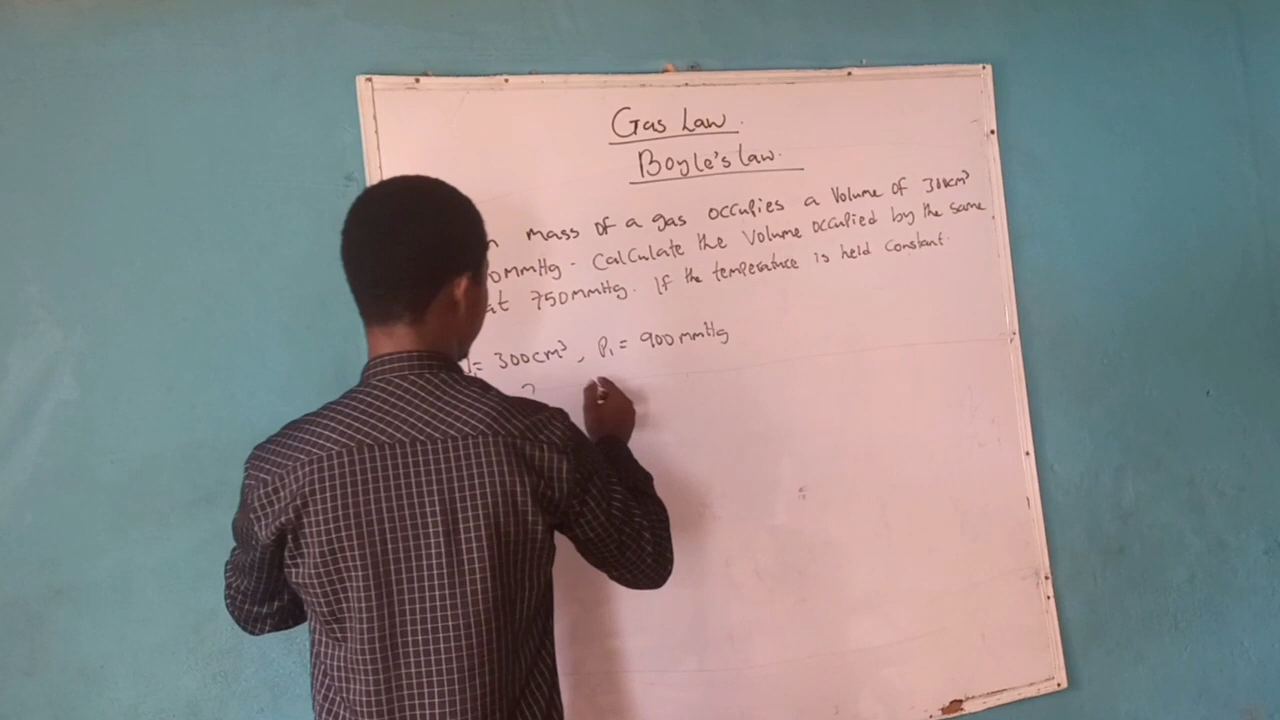 Gas Law.
Boyle's law.
mass of a gas occupies a Volume of 300cm³
0mmHg - Calculate the Volume occupied by the same
at 750mmHg. If the temperature is held constant.
= 300cm³, P₁ = 900mmHg
?